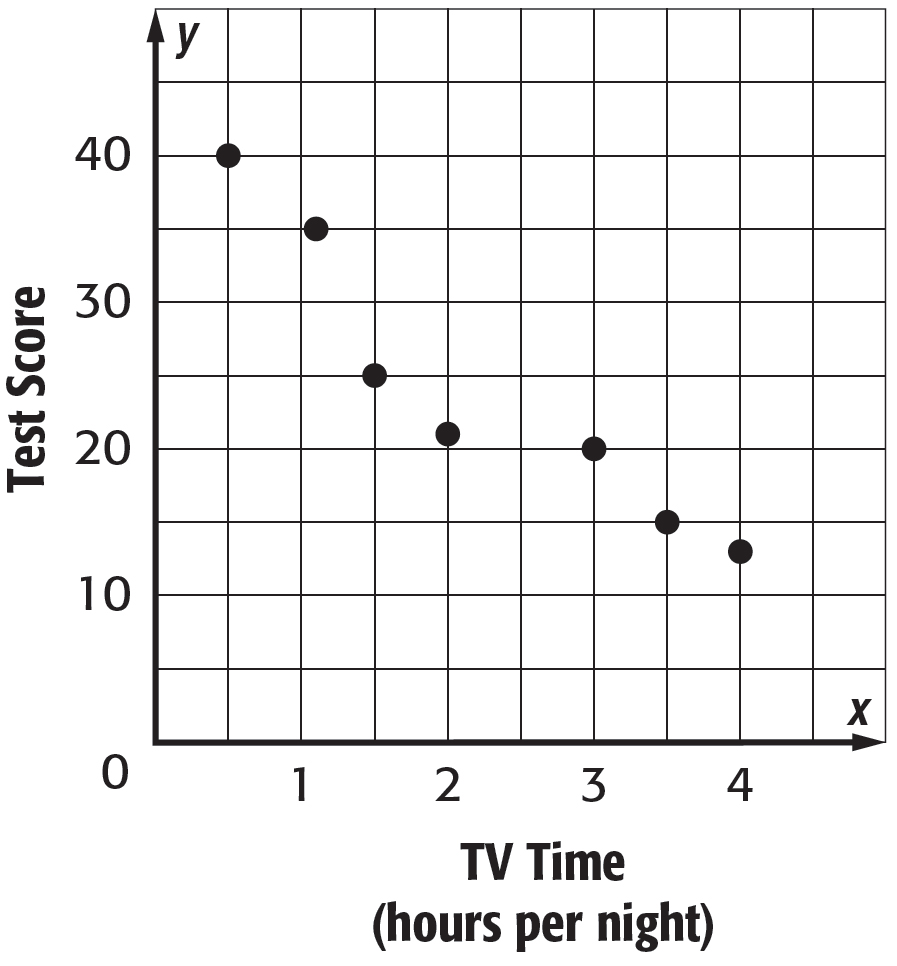 y
40
30
20
10
0
Test Score
x
1 2 3 4
TV Time
(hours per night)